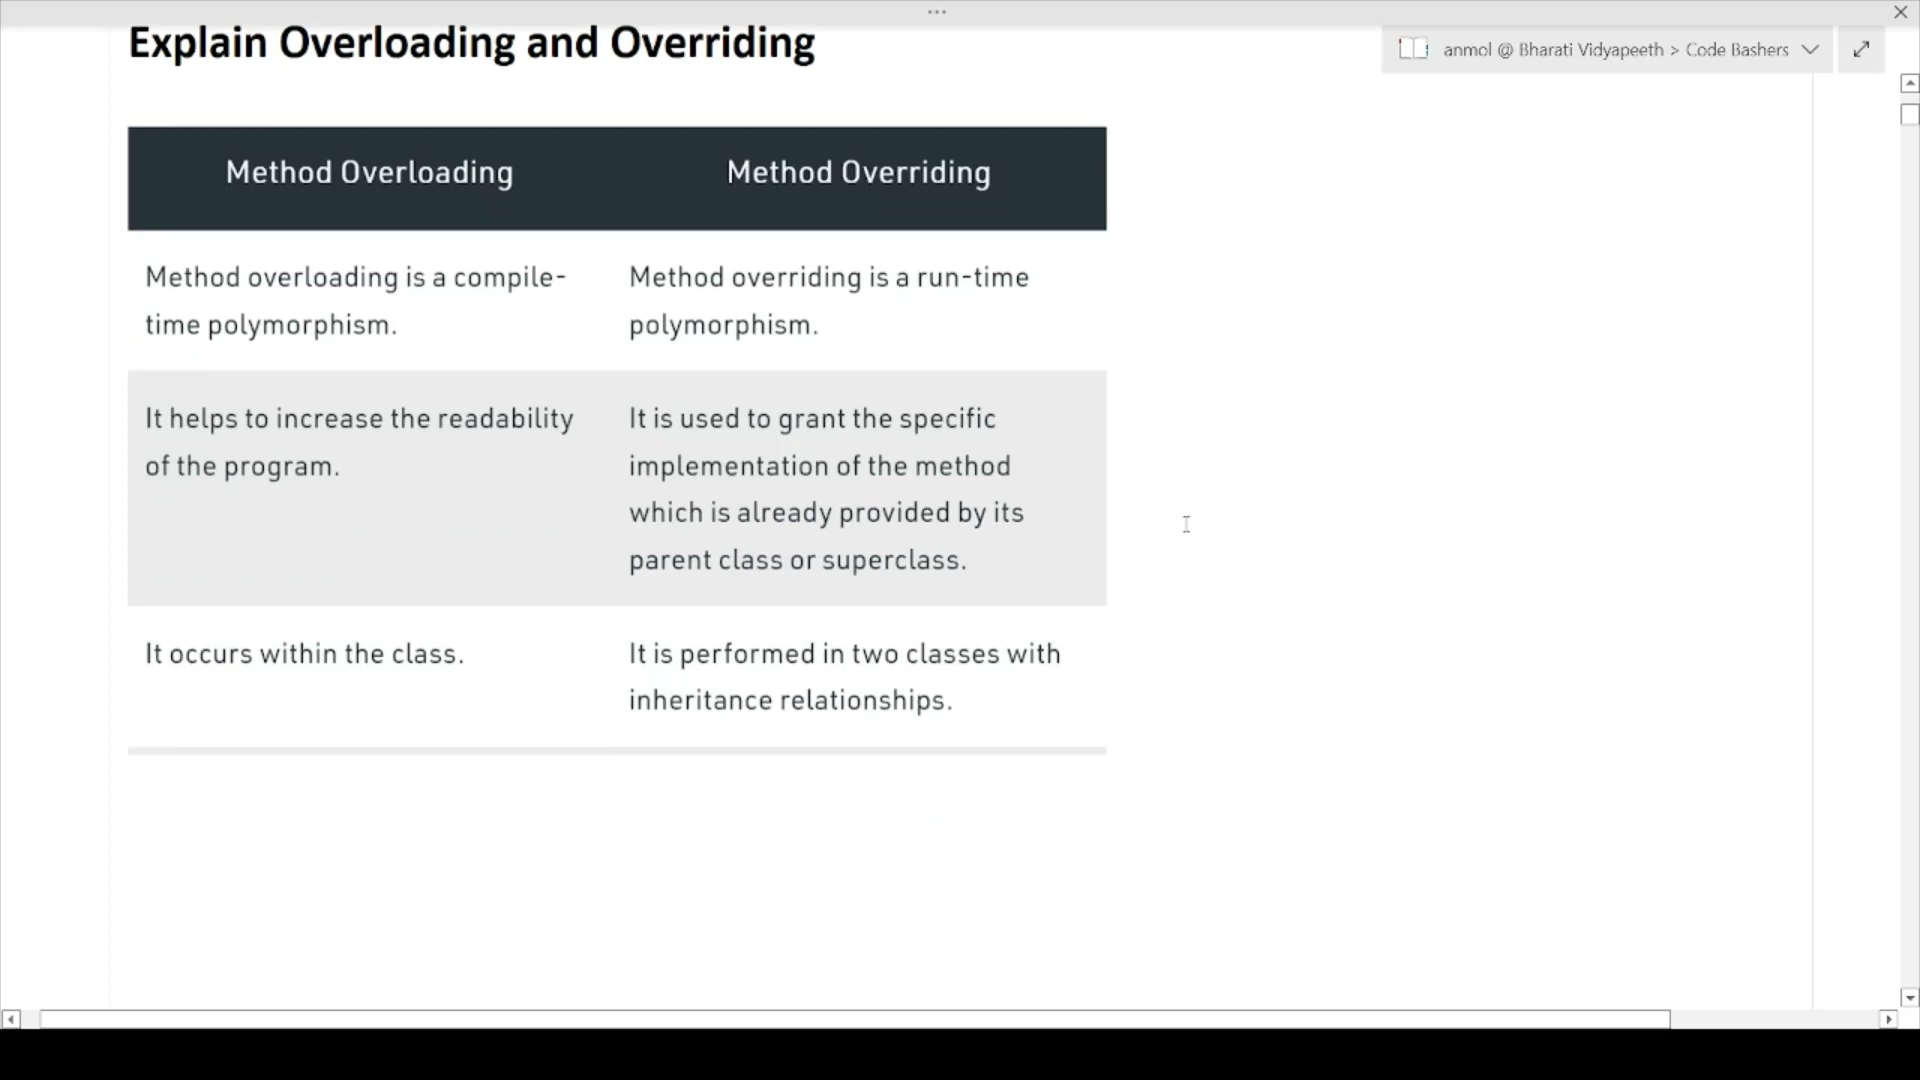 Explain Overloading and Overriding
anmol @ Bharati Vidyapeeth > Code Bashers
Method Overloading
Method Overriding
Method overloading is a compile-
time polymorphism.
Method overriding is a run-time
polymorphism.
It helps to increase the readability
of the program.
It is used to grant the specific
implementation of the method
which is already provided by its
parent class or superclass.
It occurs within the class.
It is performed in two classes with
inheritance relationships.